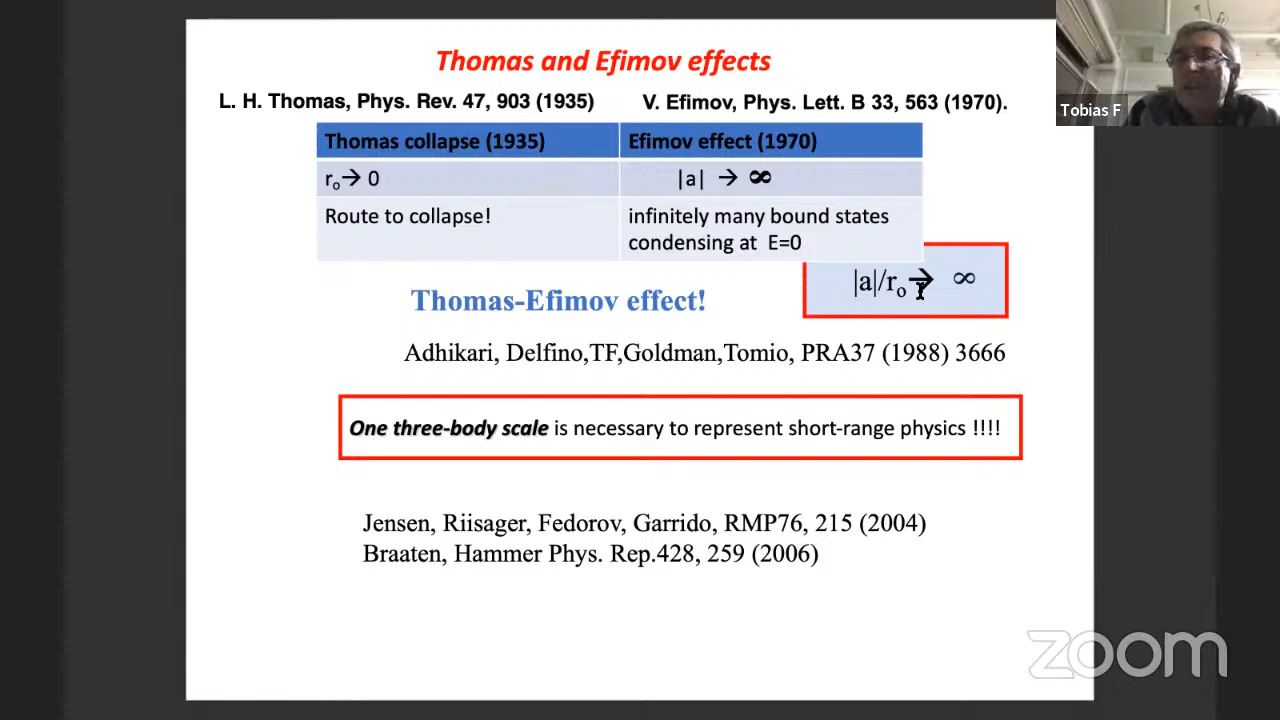 Thomas and Efimov effects
L. H. Thomas, Phys. Rev. 47, 903 (1935)
V. Efimov, Phys. Lett. B 33, 563 (1970).
Tobias F
Thomas collapse (1935)
Efimov effect (1970)
r₀→ 0
|a| → ∞
Route to collapse!
infinitely many bound states
condensing at E=0
|a|/r₀→ ∞
Thomas-Efimov effect!
Adhikari, Delfino,TF,Goldman,Tomio, PRA37 (1988) 3666
One three-body scale is necessary to represent short-range physics !!!!
Jensen, Riisager, Fedorov, Garrido, RMP76, 215 (2004)
Braaten, Hammer Phys. Rep.428, 259 (2006)
zoom